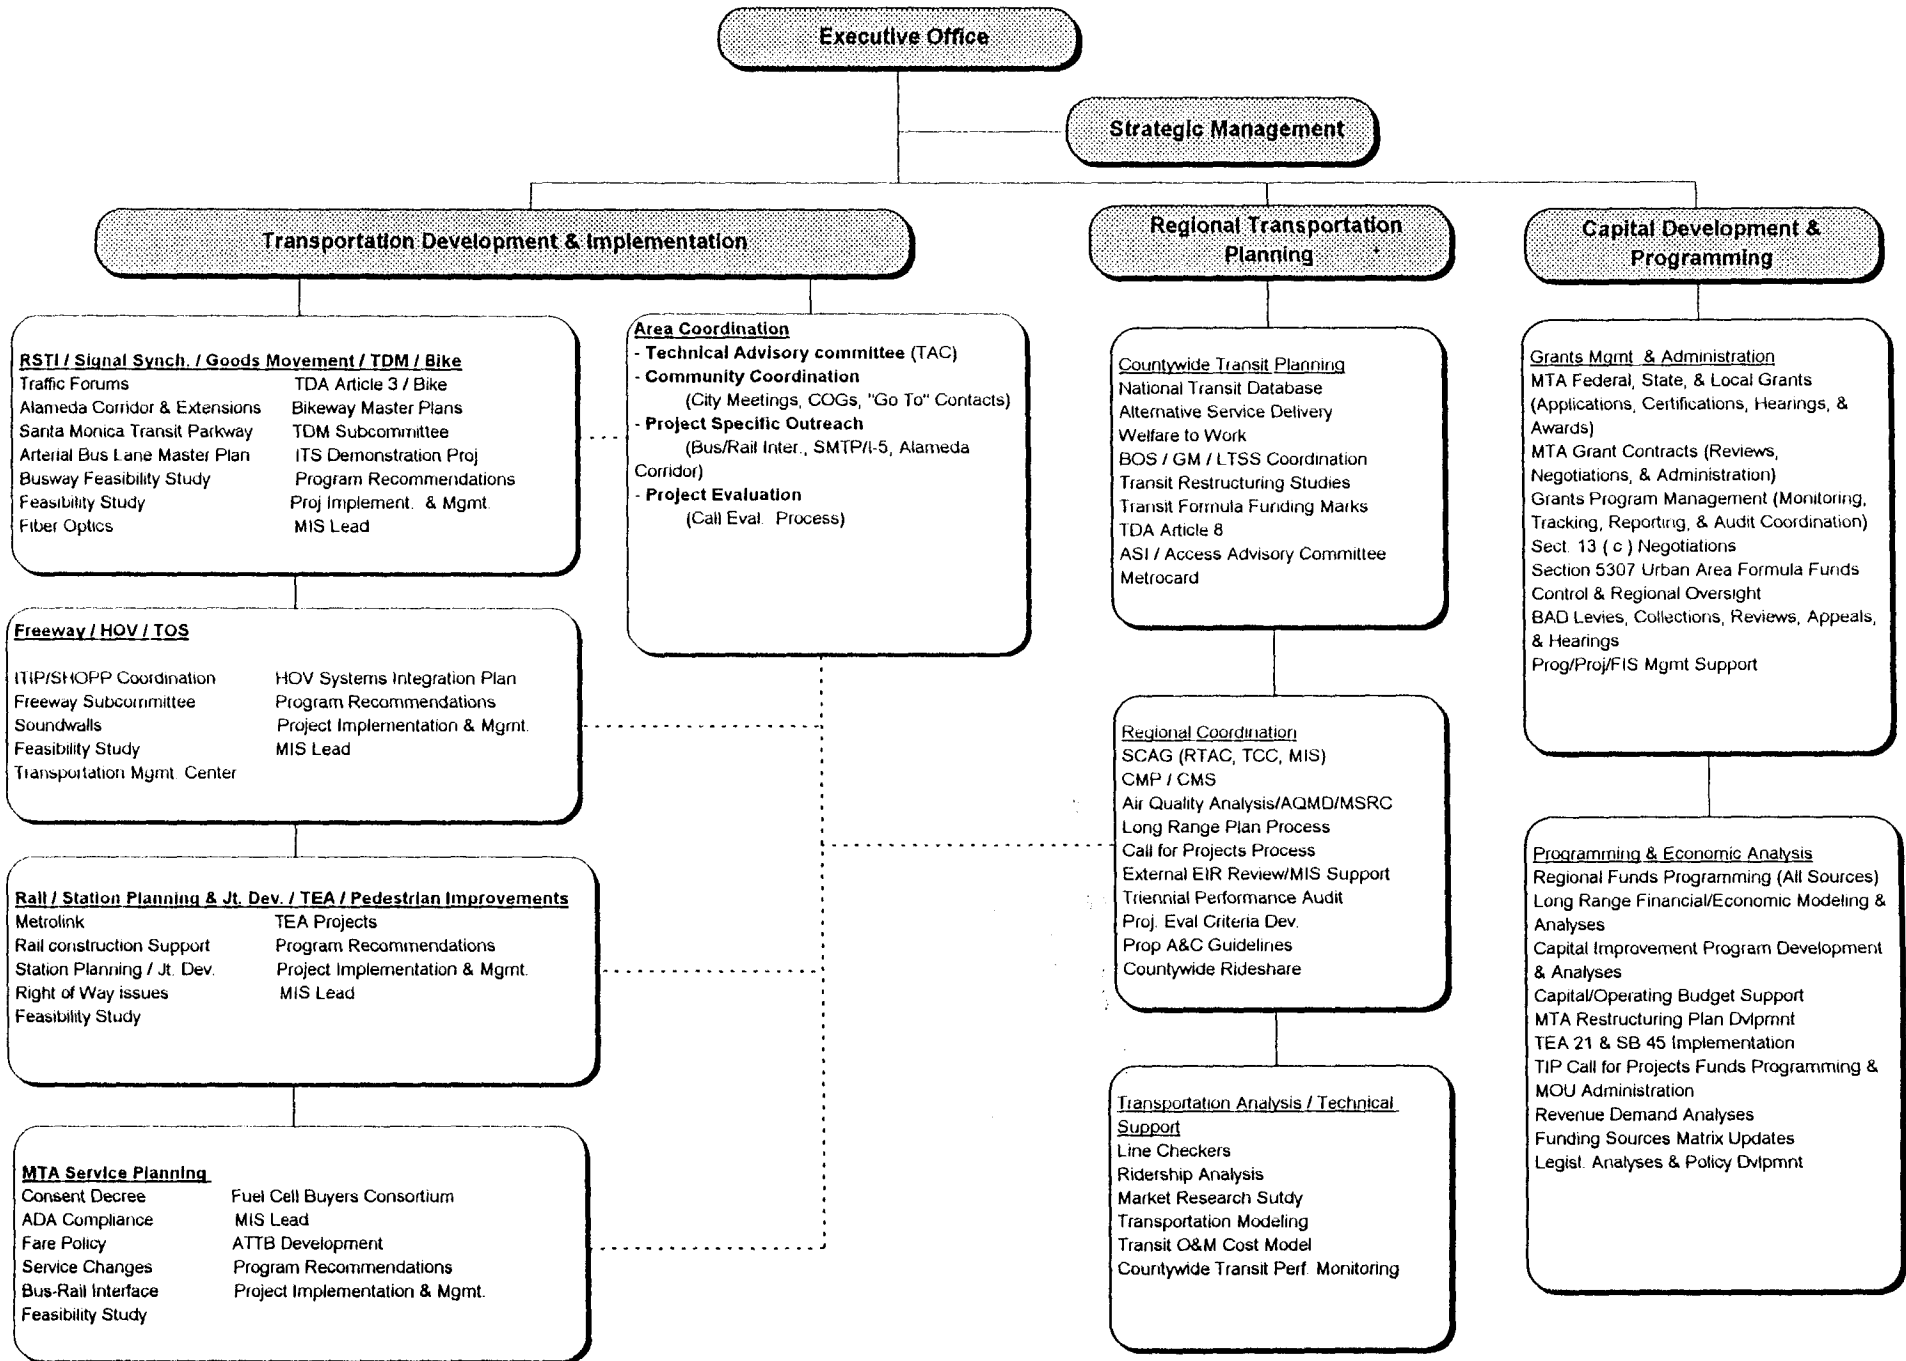 Executive Office
Strategic Management
Transportation Development & Implementation
Regional Transportation
Planning
Capital Development &
Programming
RSTI / Signal Synch. / Goods Movement / TDM / Bike
Traffic Forums TDA Article 3 / Bike
Alameda Corridor & Extensions Bikeway Master Plans
Santa Monica Transit Parkway TDM Subcommittee
Arterial Bus Lane Master Plan ITS Demonstration Proj
Busway Feasibility Study Program Recommendations
Feasibility Study Proj Implement. & Mgmt.
Fiber Optics MIS Lead
Area Coordination
- Technical Advisory committee (TAC)
- Community Coordination
(City Meetings, COGs, "Go To" Contacts)
- Project Specific Outreach
(Bus/Rail Inter., SMTP/I-5, Alameda
Corridor)
- Project Evaluation
(Call Eval. Process)
Freeway / HOV / TOS
ITIP/SHOPP Coordination HOV Systems Integration Plan
Freeway Subcommittee Program Recommendations
Soundwalls Project Implementation & Mgmt.
Feasibility Study MIS Lead
Transportation Mgmt. Center
Rail / Station Planning & Jt. Dev. / TEA / Pedestrian Improvements
Metrolink TEA Projects
Rail construction Support Program Recommendations
Station Planning / Jt. Dev. Project Implementation & Mgmt.
Right of Way issues MIS Lead
Feasibility Study
MTA Service Planning
Consent Decree Fuel Cell Buyers Consortium
ADA Compliance MIS Lead
Fare Policy ATTB Development
Service Changes Program Recommendations
Bus-Rail Interface Project Implementation & Mgmt.
Feasibility Study
Countywide Transit Planning
National Transit Database
Alternative Service Delivery
Welfare to Work
BOS / GM / LTSS Coordination
Transit Restructuring Studies
Transit Formula Funding Marks
TDA Article 8
ASI / Access Advisory Committee
Metrocard
Regional Coordination
SCAG (RTAC, TCC, MIS)
CMP / CMS
Air Quality Analysis/AQMD/MSRC
Long Range Plan Process
Call for Projects Process
External EIR Review/MIS Support
Triennial Performance Audit
Proj. Eval Criteria Dev.
Prop A&C Guidelines
Countywide Rideshare
Transportation Analysis / Technical
Support
Line Checkers
Ridership Analysis
Market Research Sutdy
Transportation Modeling
Transit O&M Cost Model
Countywide Transit Perf. Monitoring
Grants Mgmt & Administration
MTA Federal, State, & Local Grants
(Applications, Certifications, Hearings, &
Awards)
MTA Grant Contracts (Reviews,
Negotiations, & Administration)
Grants Program Management (Monitoring,
Tracking, Reporting, & Audit Coordination)
Sect. 13 ( c ) Negotiations
Section 5307 Urban Area Formula Funds
Control & Regional Oversight
BAD Levies, Collections, Reviews, Appeals,
& Hearings
Prog/Proj/FIS Mgmt Support
Programming & Economic Analysis
Regional Funds Programming (All Sources)
Long Range Financial/Economic Modeling &
Analyses
Capital Improvement Program Development
& Analyses
Capital/Operating Budget Support
MTA Restructuring Plan Dvlpmnt
TEA 21 & SB 45 Implementation
TIP Call for Projects Funds Programming &
MOU Administration
Revenue Demand Analyses
Funding Sources Matrix Updates
Legisl. Analyses & Policy Dvlpmnt